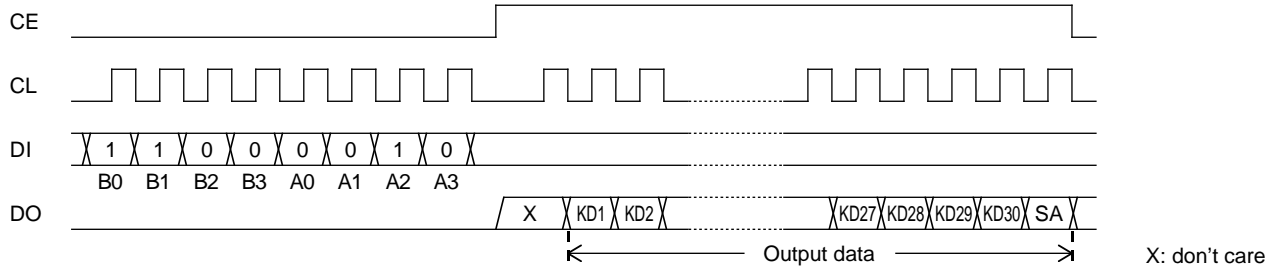 CE
CL
DI 1 1 0 0 0 0 1 0
B0 B1 B2 B3 A0 A1 A2 A3
DO X KD1 KD2 KD27 KD28 KD29 KD30 SA
Output data X: don't care